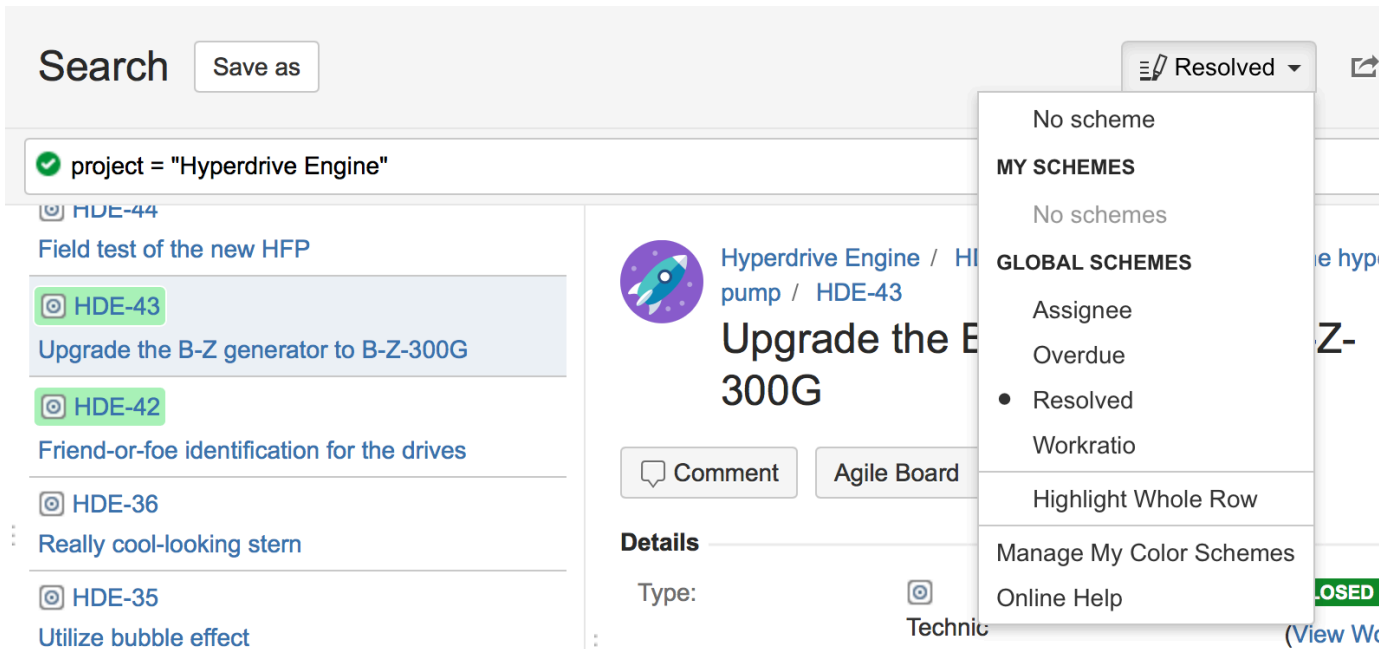 Search
Save as
Resolved
project = "Hyperdrive Engine"
HDE-44
Field test of the new HFP
HDE-43
Upgrade the B-Z generator to B-Z-300G
HDE-42
Friend-or-foe identification for the drives
HDE-36
Really cool-looking stern
HDE-35
Utilize bubble effect
Hyperdrive Engine /
pump / HDE-43
Upgrade the
300G
Comment
Agile Board
Details
Type:
Technic
LOSED
(View
No scheme
MY SCHEMES
No schemes
GLOBAL SCHEMES
Assignee
Overdue
Resolved
Workratio
Highlight Whole Row
Manage My Color Schemes
Online Help